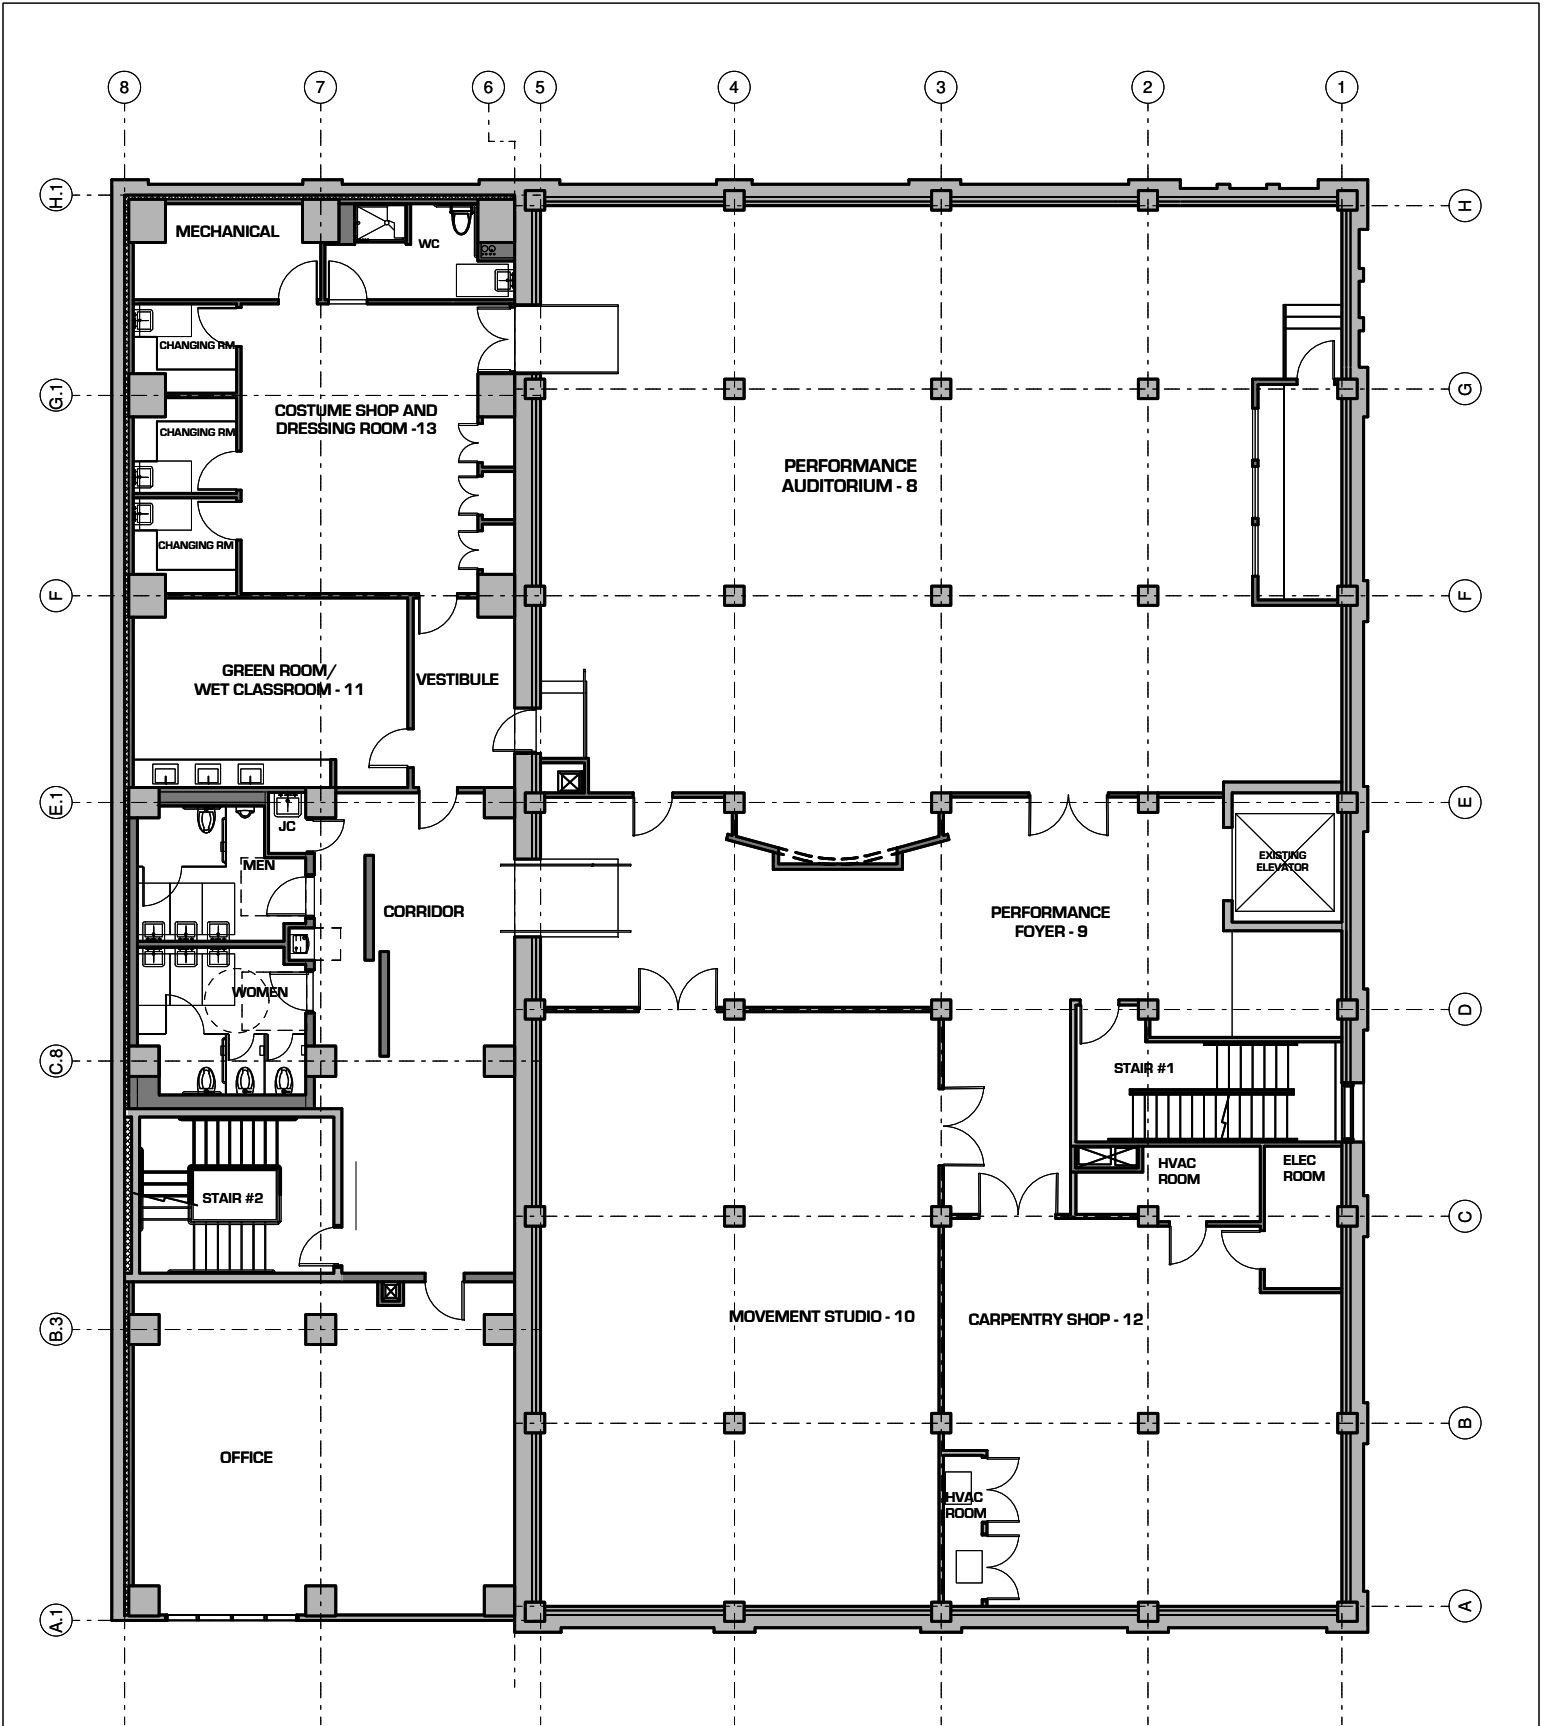 8
7
6
5
4
3
2
1
H.1
H
MECHANICAL
WC
CHANGING RM
G.1
G
COSTUME SHOP AND
DRESSING ROOM -13
CHANGING RM
PERFORMANCE
AUDITORIUM - 8
CHANGING RM
F
F
GREEN ROOM/
WET CLASSROOM - 11
VESTIBULE
E.1
E
JC
MEN
EXISTING
ELEVATOR
CORRIDOR
PERFORMANCE
FOYER - 9
WOMEN
D
C.8
STAIR #1
HVAC
ROOM
ELEC
ROOM
STAIR #2
C
MOVEMENT STUDIO - 10
CARPENTRY SHOP - 12
B.3
B
OFFICE
HVAC
ROOM
A.1
A